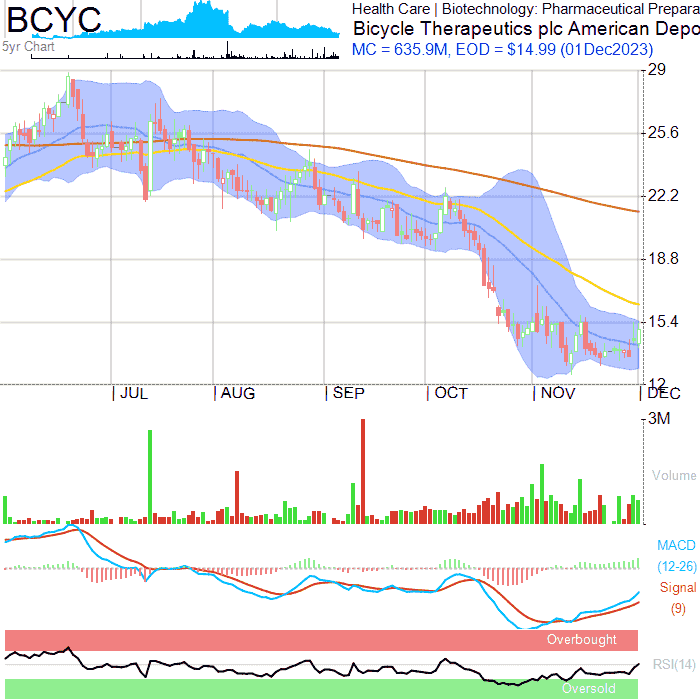 BCYC
Health Care | Biotechnology: Pharmaceutical Prepara
Bicycle Therapeutics plc American Depo
MC = 635.9M, EOD = $14.99 (01Dec2023)
5yr Chart
29
25.6
22.2
18.8
15.4
12
JUL AUG SEP OCT NOV DEC
3M
Volume
MACD
(12-26)
Signal
(9)
Overbought
RSI(14)
Oversold